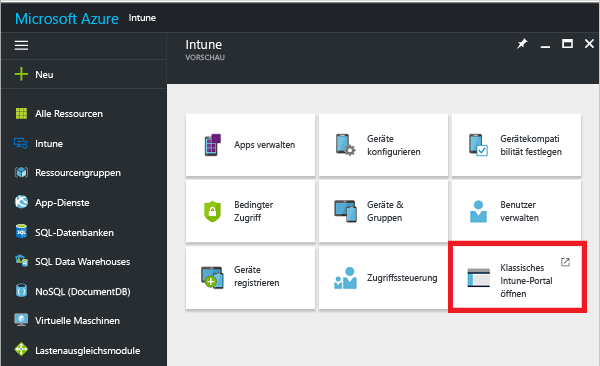 Microsoft Azure Intune
Neu
Alle Ressourcen
Intune
Ressourcengruppen
App-Dienste
SQL-Datenbanken
SQL Data Warehouses
NoSQL (DocumentDB)
Virtuelle Maschinen
Lastenausgleichsmodule
Intune
VORSCHAU
Apps verwalten
Geräte
konfigurieren
Gerätekompati
bilität festlegen
Bedingter
Zugriff
Geräte &
Gruppen
Benutzer
verwalten
Geräte
registrieren
Zugriffssteuerung
Klassisches
Intune-Portal
öffnen